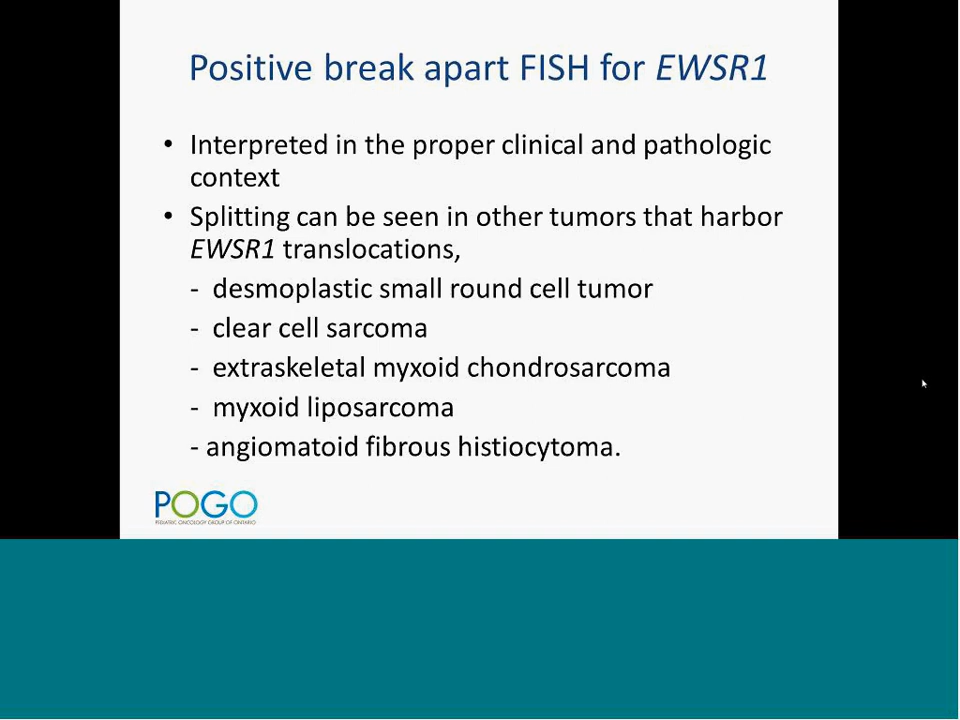 Positive break apart FISH for EWSR1
• Interpreted in the proper clinical and pathologic
context
• Splitting can be seen in other tumors that harbor
EWSR1 translocations,
- desmoplastic small round cell tumor
- clear cell sarcoma
- extraskeletal myxoid chondrosarcoma
- myxoid liposarcoma
- angiomatoid fibrous histiocytoma.
POGO
PEDIATRIC ONCOLOGY GROUP OF ONTARIO